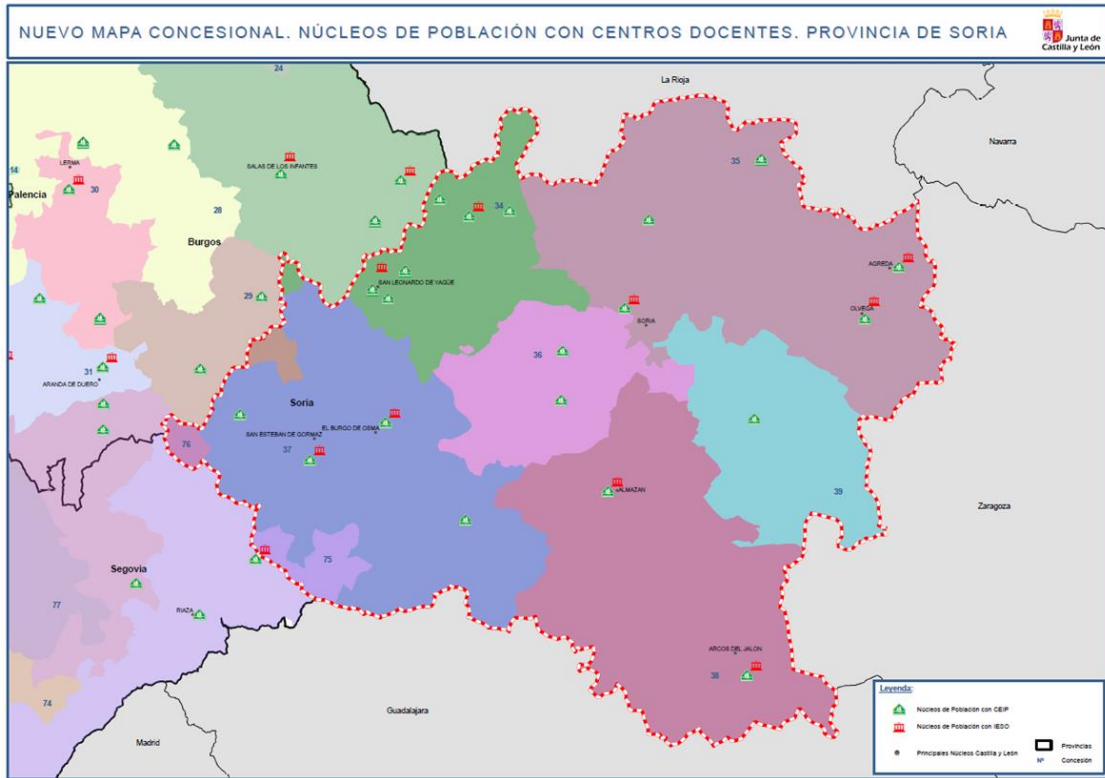 NUEVO MAPA CONCESIONAL. NÚCLEOS DE POBLACIÓN CON CENTROS DOCENTES. PROVINCIA DE SORIA
Junta de
Castilla y León
24
La Rioja
Navarra
LERMA
SALAS DE LOS INFANTES
35
14
Palencia
30
28
34
Burgos
AGREDA
SAN LEONARDO DE YAGÜE
29
OLVEGA
SORIA
36
31
ARANDA DE DUERO
Soria
EL BURGO DE OSMA
SAN ESTEBAN DE GORMAZ
76
37
ALMAZAN
39
Zaragoza
75
Segovia
77
RIAZA
ARCOS DEL JALON
38
74
Guadalajara
Madrid
Leyenda:
Núcleos de Población con CEIP
Núcleos de Población con IESO
Principales Núcleos Castilla y León
Provincias
Nº Concesión